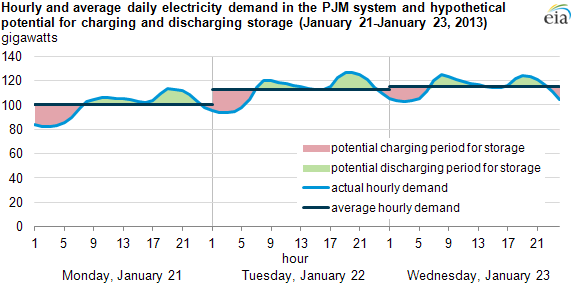 Hourly and average daily electricity demand in the PJM system and hypothetical
potential for charging and discharging storage (January 21-January 23, 2013)
gigawatts
eia
140
120
100
80
60
40
20
0
potential charging period for storage
potential discharging period for storage
actual hourly demand
average hourly demand
1 5 9 13 17 21 1 5 9 13 17 21 1 5 9 13 17 21
hour
Monday, January 21 Tuesday, January 22 Wednesday, January 23